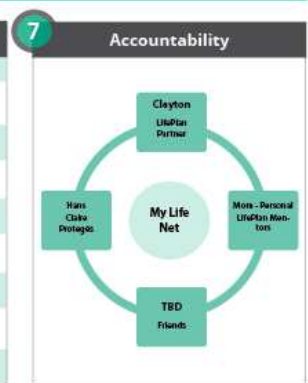 7
Accountability
Clayton
LifePlan
Partner
Hans
Claire
Proteges
My Life
Net
Mom - Personal
LifePlan Men-
tors
TBD
Friends